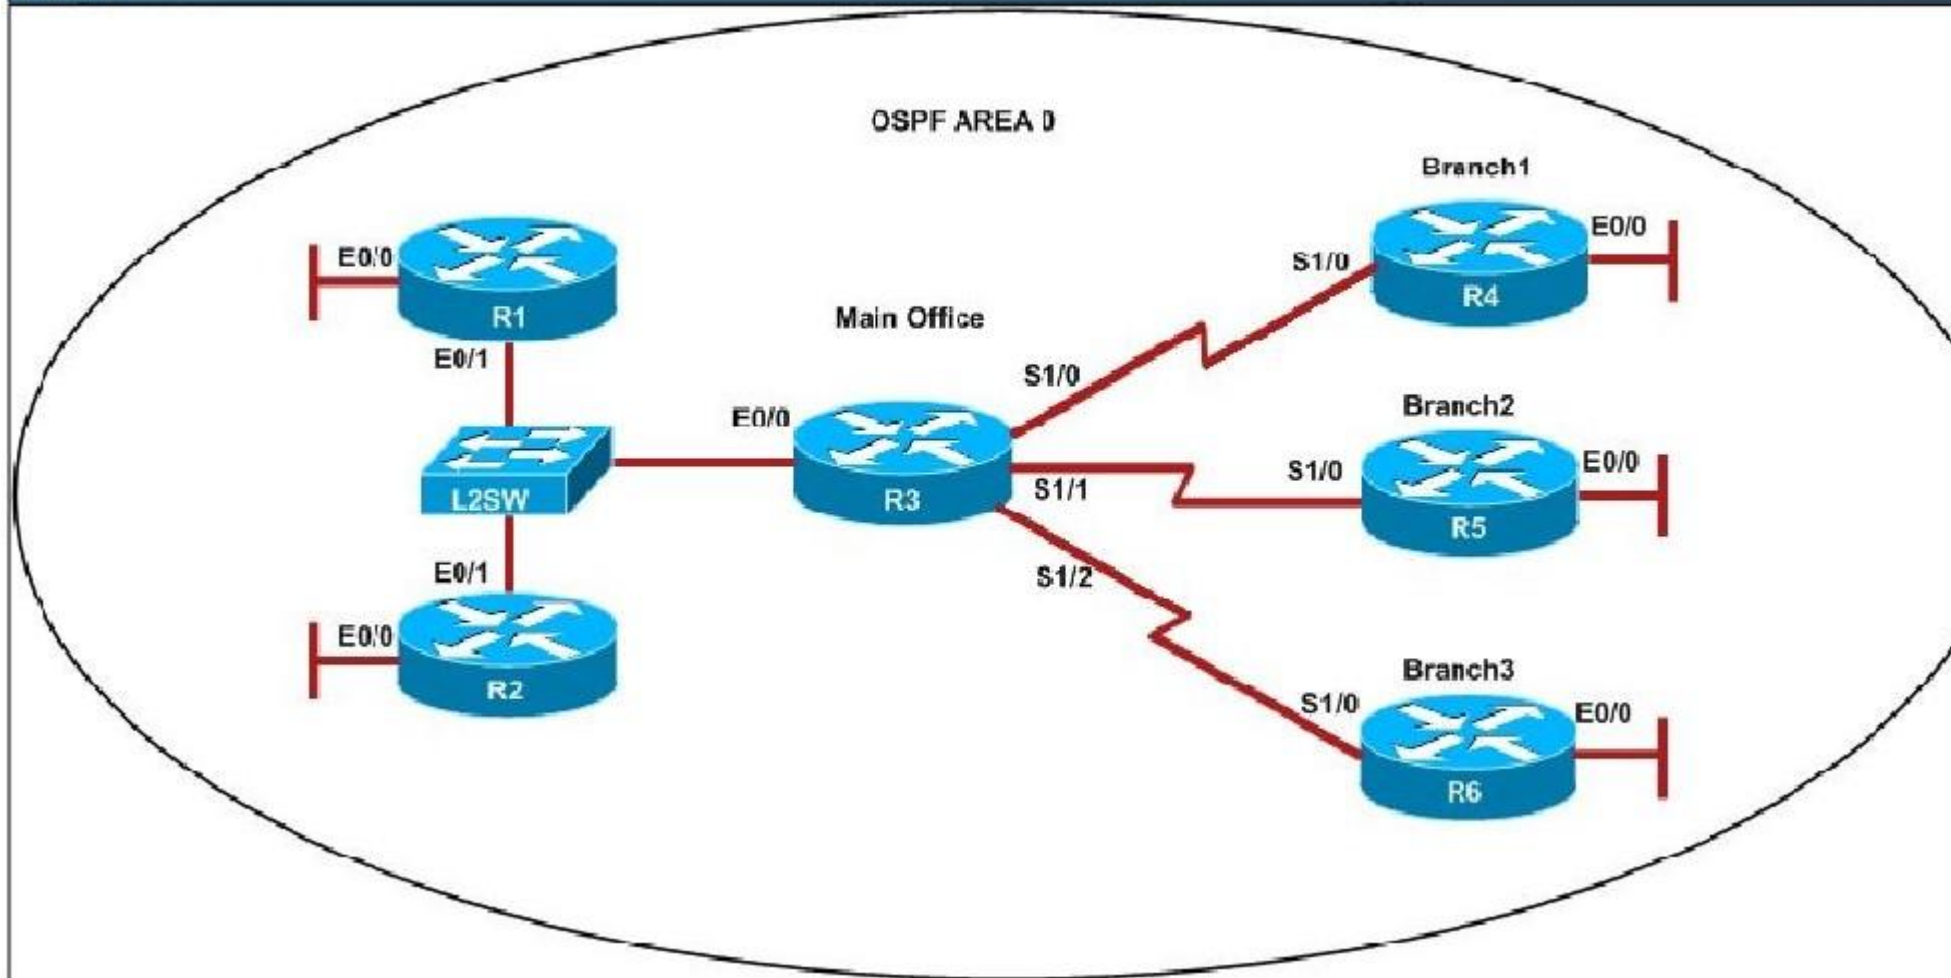 OSPF AREA 0
Branch1
E0/0
R1
E0/1
Main Office
S1/0
S1/0
R4
E0/0
L2SW
E0/0
R3
S1/1
Branch2
S1/0
R5
E0/0
E0/1
E0/0
R2
S1/2
Branch3
S1/0
R6
E0/0